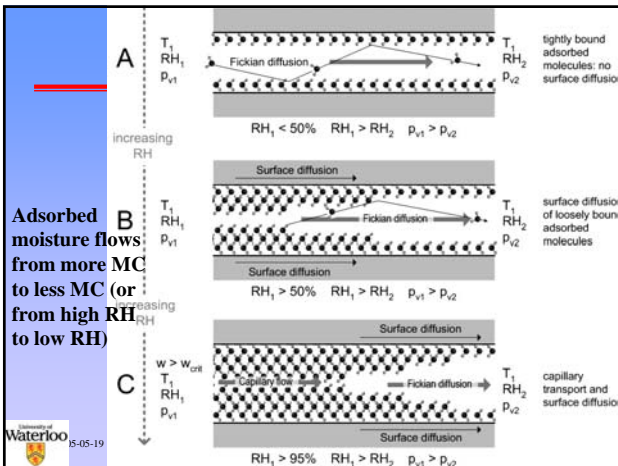 A
T1
RH1
pv1
Fickian diffusion
T1
RH2
pv2
tightly bound
adsorbed
molecules: no
surface diffusion
RH1 < 50% RH1 > RH2 pv1 > pv2
increasing
RH
Surface diffusion
B
T1
RH1
pv1
Fickian diffusion
T1
RH2
pv2
surface diffusion
of loosely bound
adsorbed
molecules
Surface diffusion
RH1 > 50% RH1 > RH2 pv1 > pv2
Adsorbed
moisture flows
from more MC
to less MC (or
from high RH
to low RH)
increasing
RH
Surface diffusion
C
w > wcrit
T1
RH1
pv1
Capillary flow
Fickian diffusion
T1
RH2
pv2
capillary
transport and
surface diffusion
Surface diffusion
RH1 > 95% RH1 > RH2 pv1 > pv2
Waterloo
05-05-19